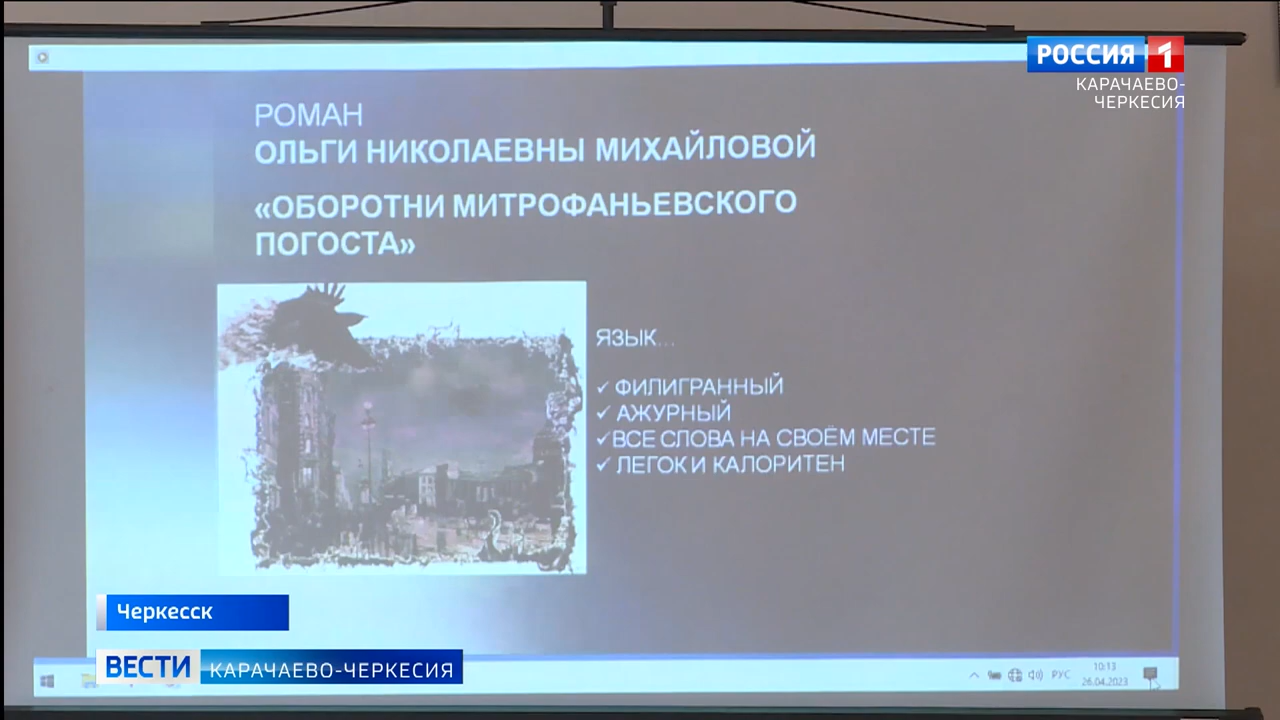 РОССИЯ 1
КАРАЧАЕВО-
ЧЕРКЕСИЯ
РОМАН
ОЛЬГИ НИКОЛАЕВНЫ МИХАЙЛОВОЙ
«ОБОРОТНИ МИТРОФАНЬЕВСКОГО
ПОГОСТА»
ЯЗЫК...
✓ ФИЛИГРАННЫЙ
✓ АЖУРНЫЙ
✓ ВСЕ СЛОВА НА СВОЁМ МЕСТЕ
✓ ЛЕГОК И КАЛОРИТЕН
Черкесск
ВЕСТИ КАРАЧАЕВО-ЧЕРКЕСИЯ
РУС
10:13
26.04.2023